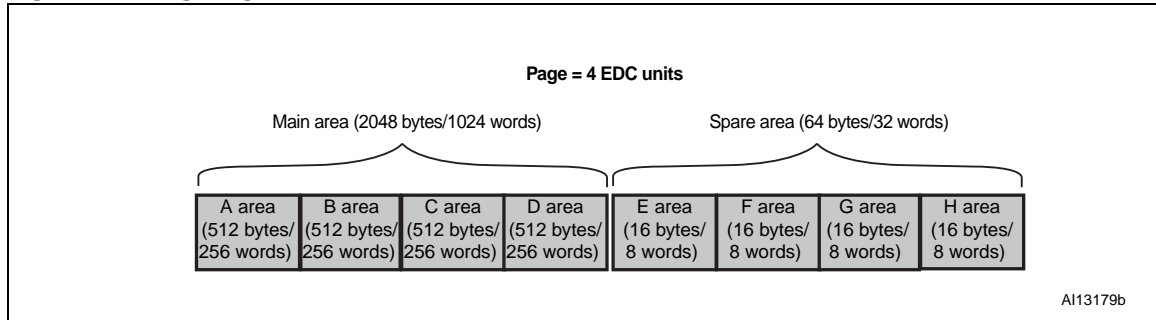 Page = 4 EDC units
Main area (2048 bytes/1024 words)
Spare area (64 bytes/32 words)
A area
(512 bytes/
256 words)
B area
(512 bytes/
256 words)
C area
(512 bytes/
256 words)
D area
(512 bytes/
256 words)
E area
(16 bytes/
8 words)
F area
(16 bytes/
8 words)
G area
(16 bytes/
8 words)
H area
(16 bytes/
8 words)
AI13179b